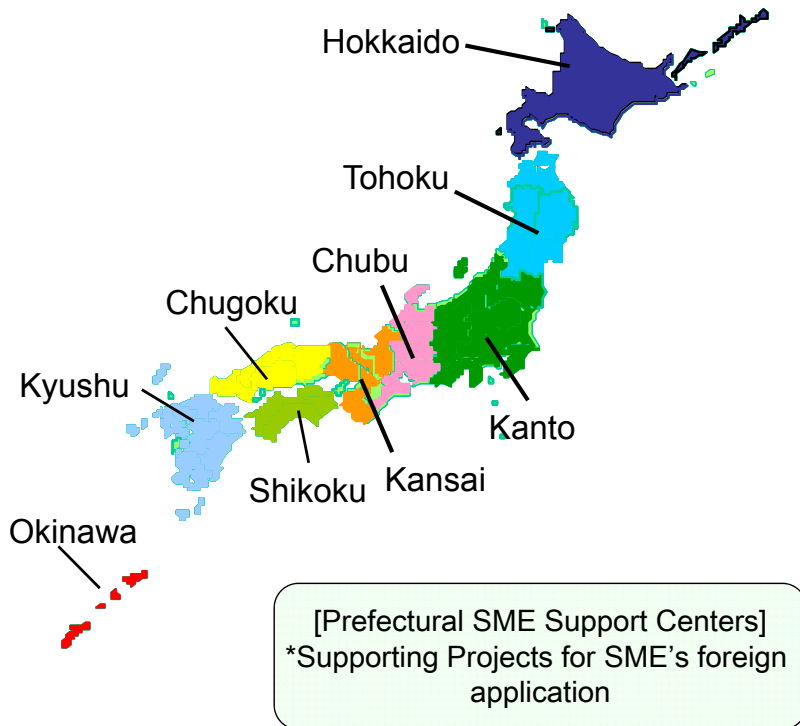 Hokkaido
Tohoku
Chubu
Chugoku
Kyushu
Kanto
Kansai
Shikoku
Okinawa
[Prefectural SME Support Centers]
*Supporting Projects for SME’s foreign
application